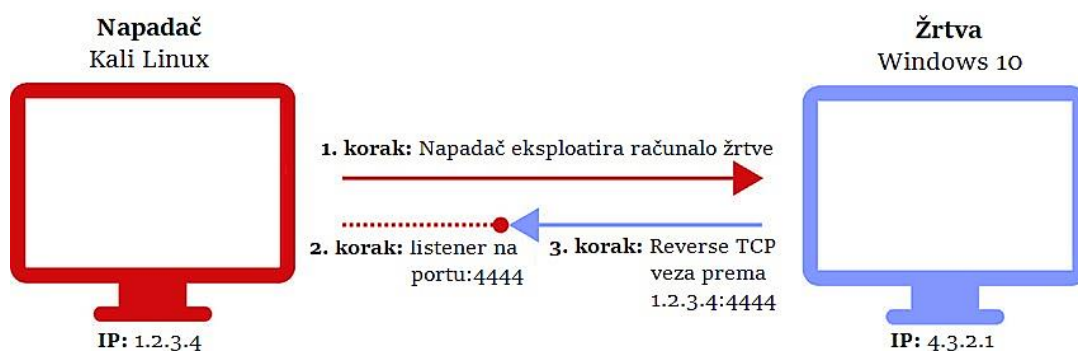 Napadač
Kali Linux
Žrtva
Windows 10
1. korak: Napadač eksploatira računalo žrtve
2. korak: listener na
portu:4444
3. korak: Reverse TCP
veza prema
1.2.3.4:4444
IP: 1.2.3.4
IP: 4.3.2.1